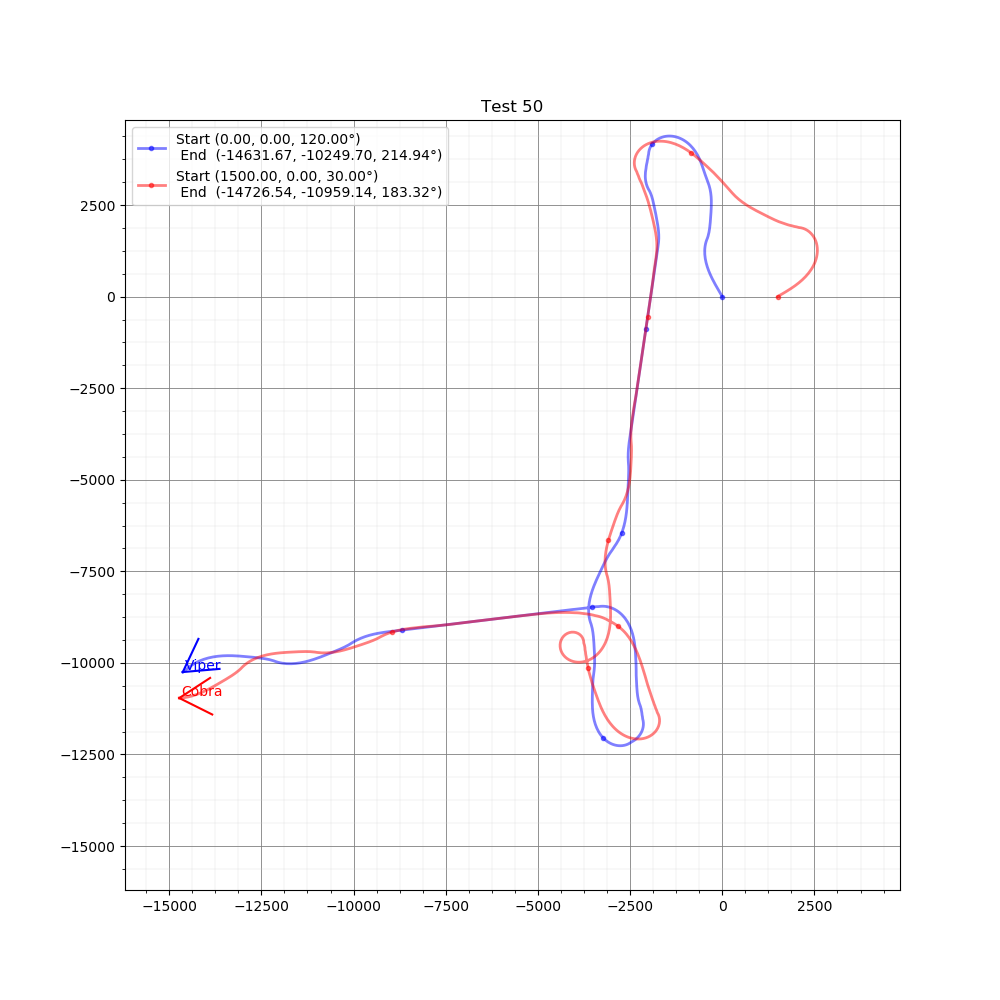 Test 50
Start (0.00, 0.00, 120.00°)
End  (-14631.67, -10249.70, 214.94°)
Start (1500.00, 0.00, 30.00°)
End  (-14726.54, -10959.14, 183.32°)
2500
0
−2500
−5000
−7500
−10000
−12500
−15000
Viper
Cobra
−15000 −12500 −10000 −7500 −5000 −2500 0 2500